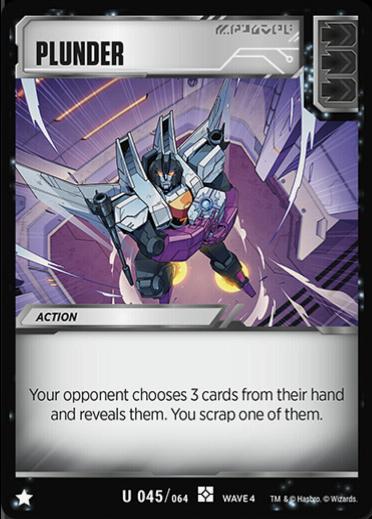 PLUNDER
ACTION
Your opponent chooses 3 cards from their hand
and reveals them. You scrap one of them.
U 045/064 WAVE 4 TM & © Hasbro. © Wizards.